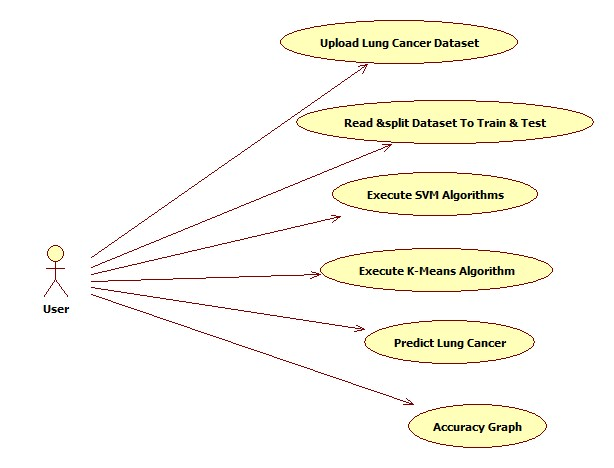 Upload Lung Cancer Dataset
Read &split Dataset To Train & Test
Execute SVM Algorithms
Execute K-Means Algorithm
User
Predict Lung Cancer
Accuracy Graph